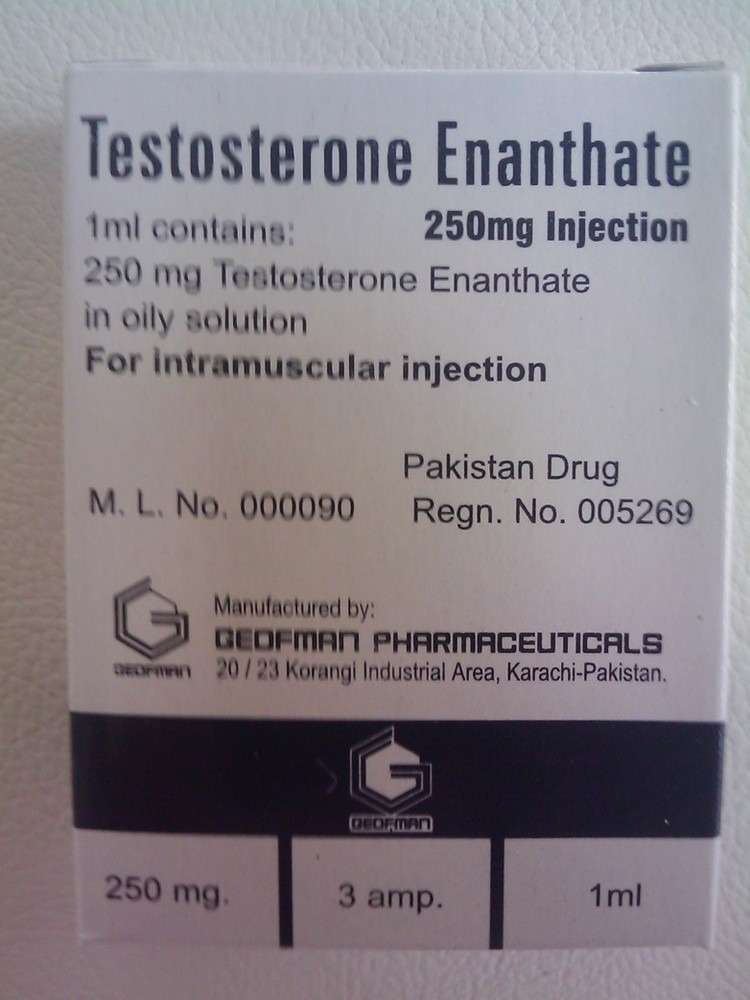 Testosterone Enanthate
1ml contains: 250mg Injection
250 mg Testosterone Enanthate
in oily solution
For intramuscular injection
Pakistan Drug
M. L. No. 000090 Regn. No. 005269
Manufactured by:
GEOFMAN PHARMACEUTICALS
GEOFMAN 20 / 23 Korangi Industrial Area, Karachi-Pakistan.
GEOFMAN
250 mg. 3 amp. 1ml